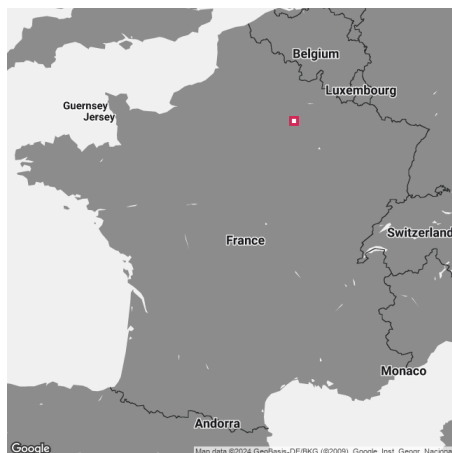 Belgium
Luxembourg
Guernsey
Jersey
France
Switzerland
Monaco
Andorra
Google
Map data ©2024 GeoBasis-DE/BKG (©2009), Google, Inst. Geogr. Nacional